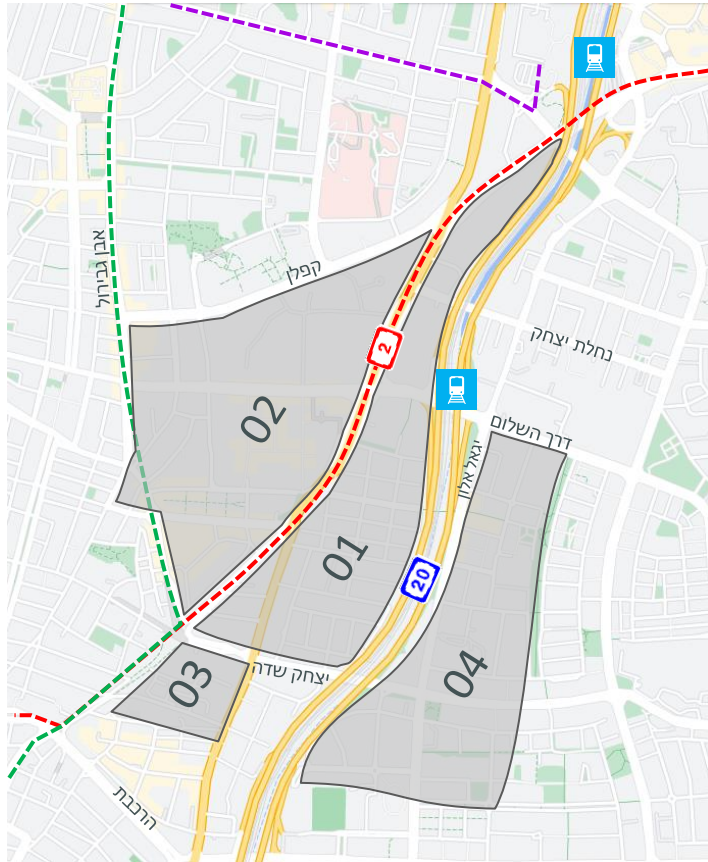 אבן גבירול
קפלן
2
נחלת יצחק
02
דרך השלום
יגאל אלון
01
20
04
יצחק שדה
03
הרכבת